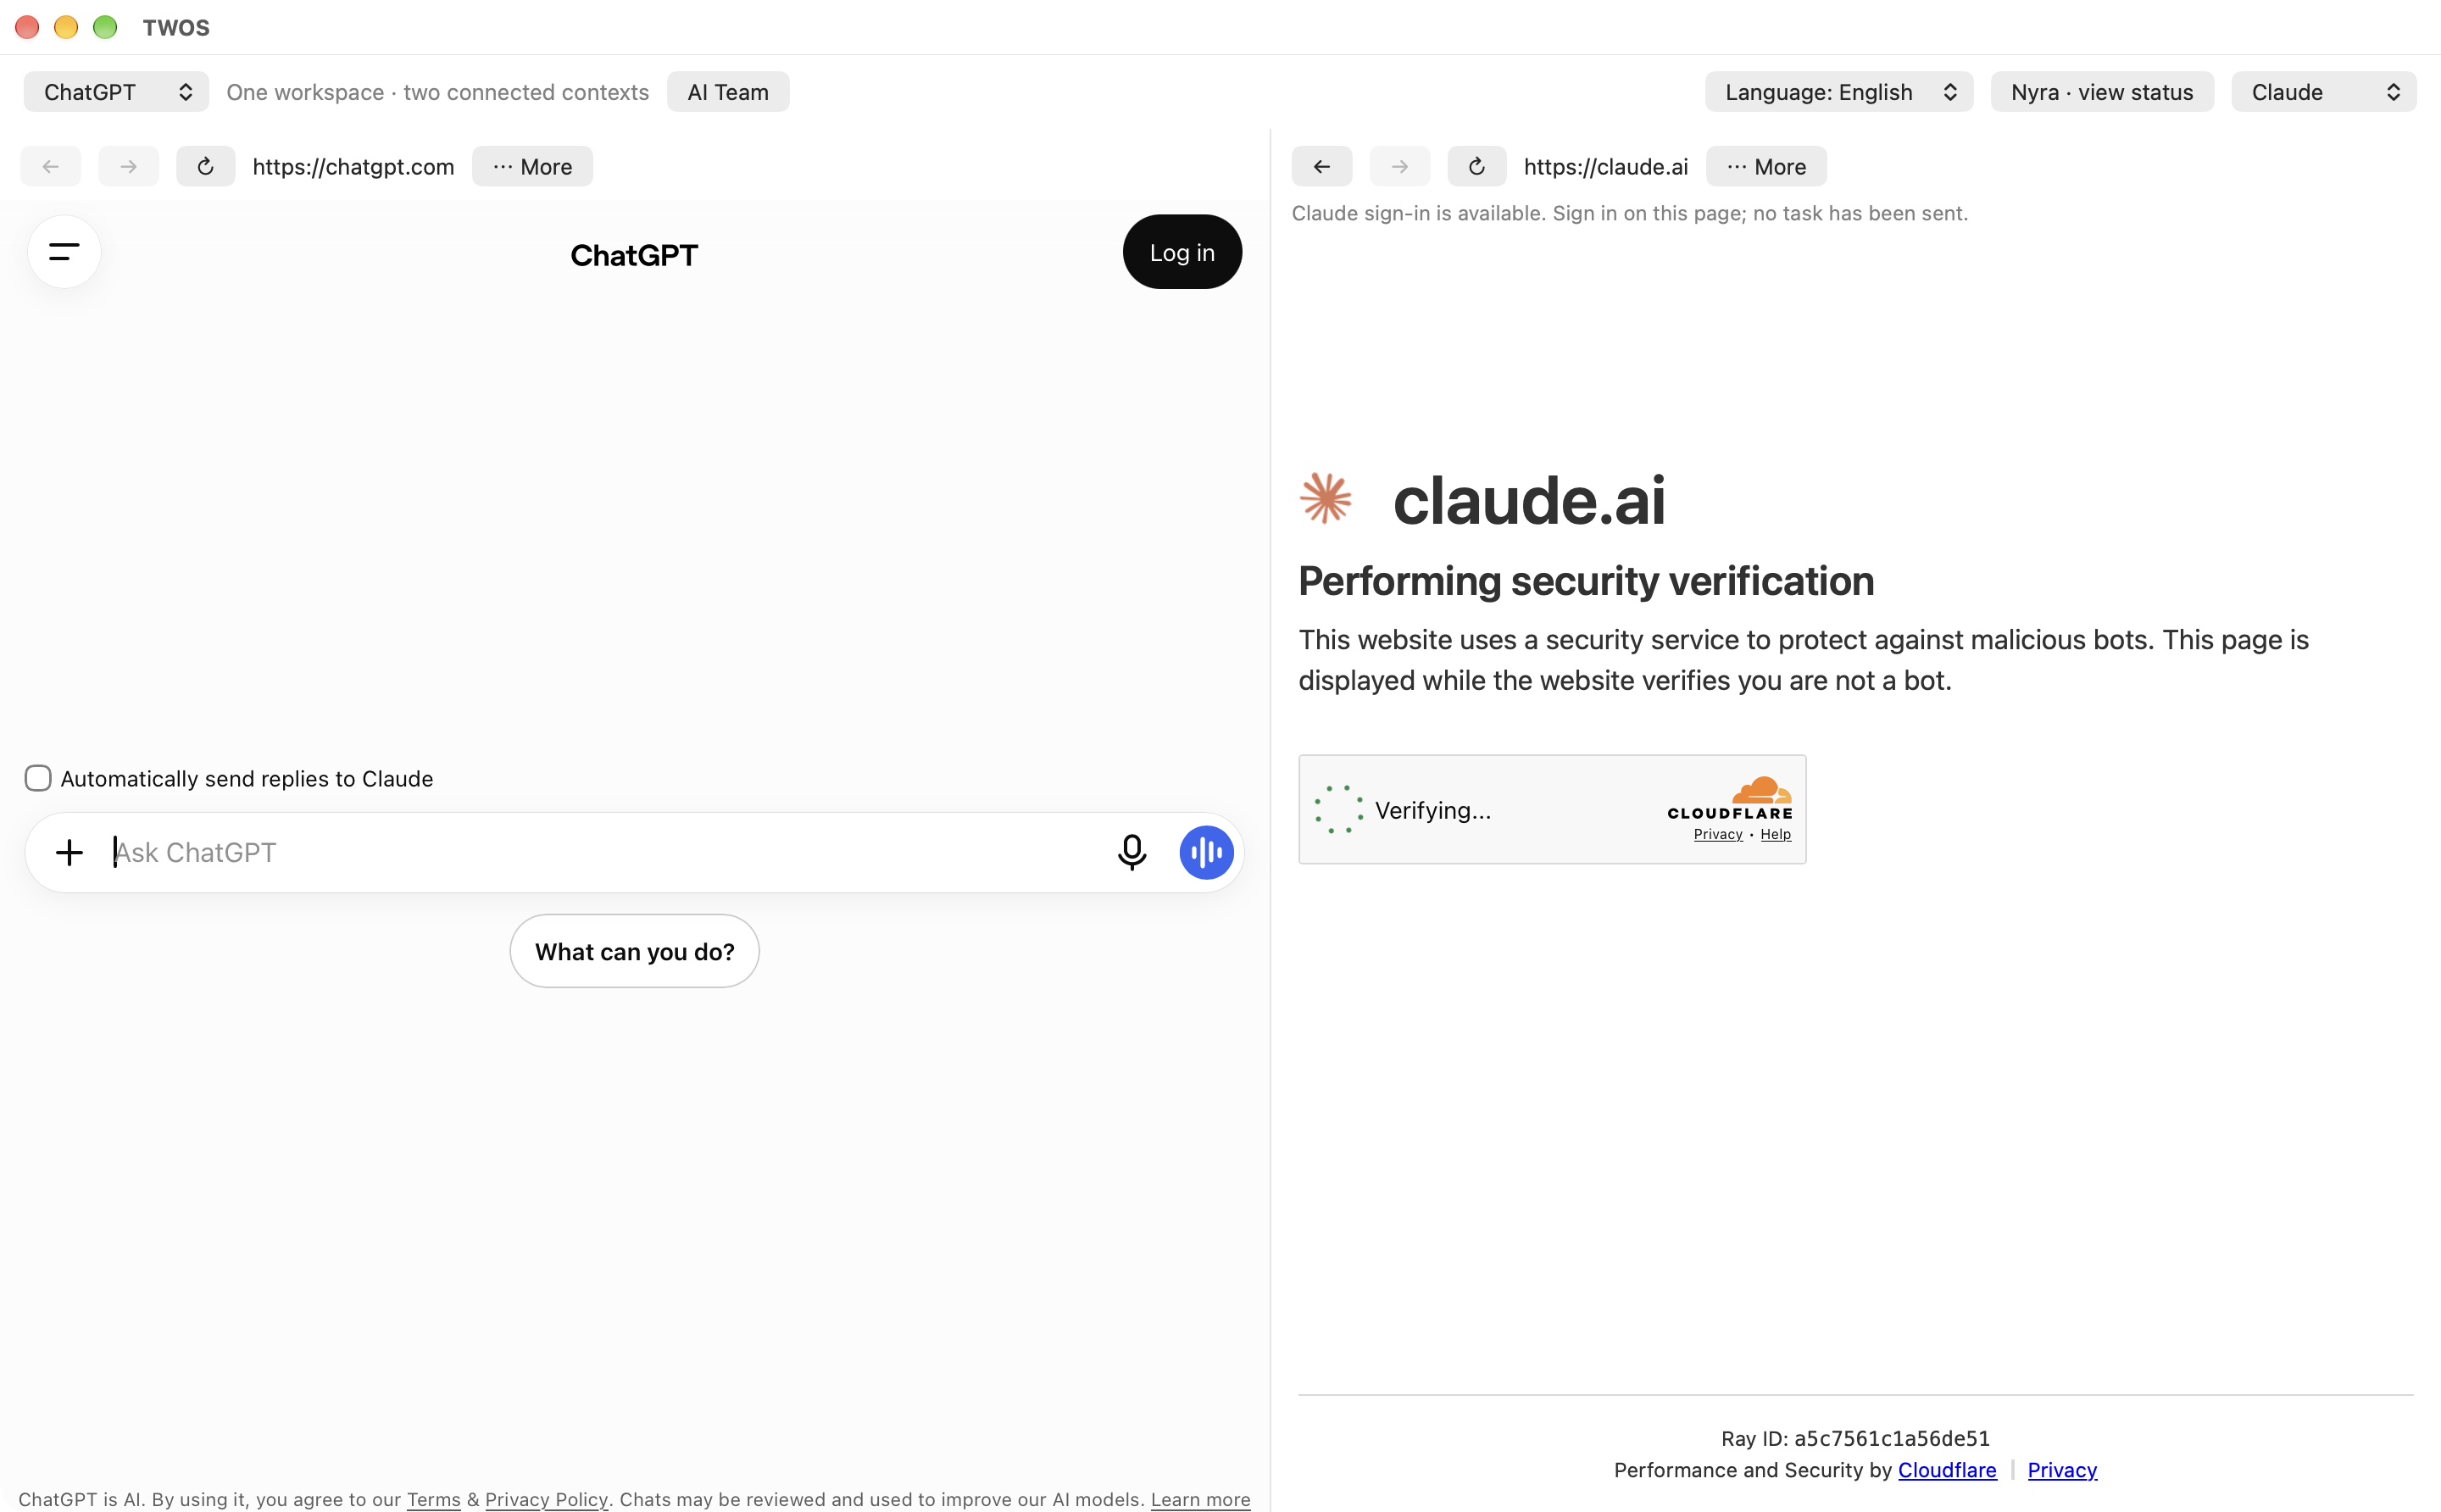 TWOS
ChatGPT
One workspace · two connected contexts
AI Team
Language: English
Nyra · view status
Claude
https://chatgpt.com
··· More
ChatGPT
Log in
Automatically send replies to Claude
Ask ChatGPT
What can you do?
ChatGPT is AI. By using it, you agree to our Terms & Privacy Policy. Chats may be reviewed and used to improve our AI models. Learn more
https://claude.ai
··· More
Claude sign-in is available. Sign in on this page; no task has been sent.
claude.ai
Performing security verification
This website uses a security service to protect against malicious bots. This page is
displayed while the website verifies you are not a bot.
Verifying...
CLOUDFLARE
Privacy · Help
Ray ID: a5c7561c1a56de51
Performance and Security by Cloudflare | Privacy